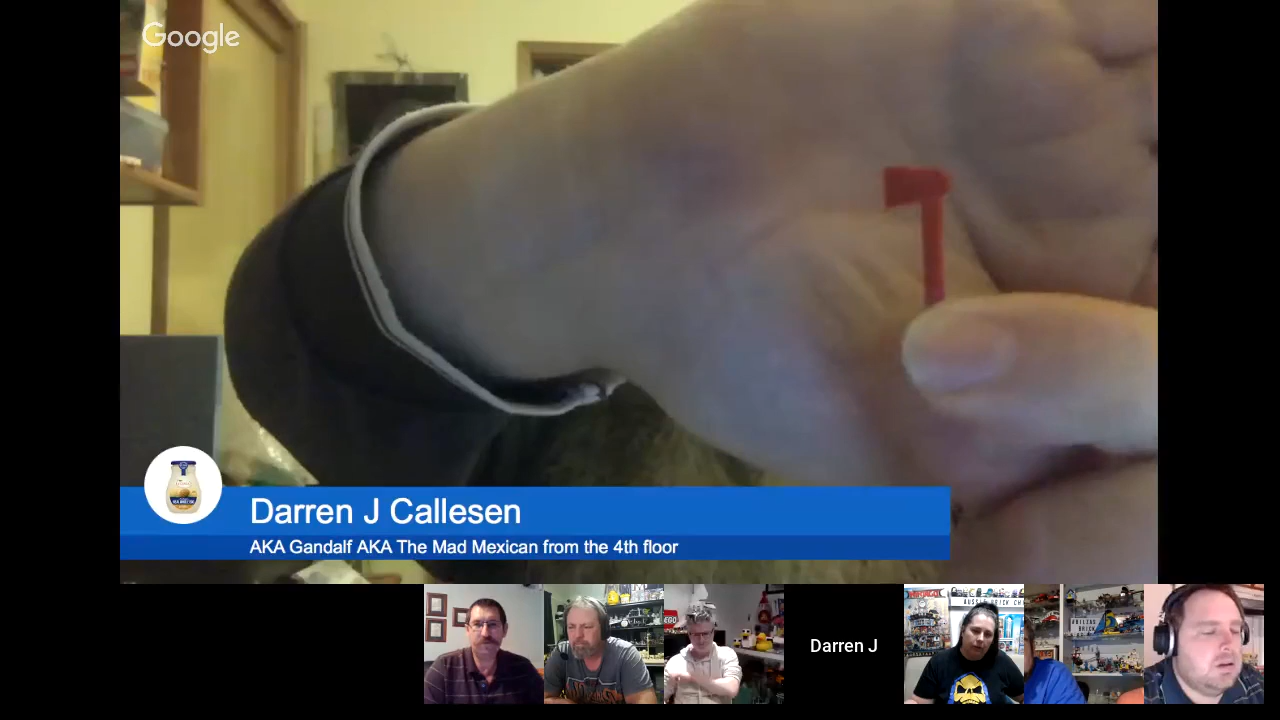 Google
Darren J Callesen
AKA Gandalf AKA The Mad Mexican from the 4th floor
Darren J